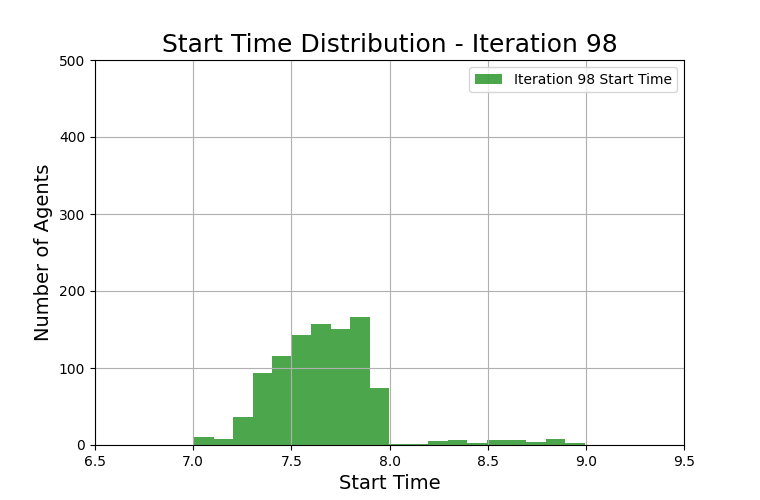 Start Time Distribution - Iteration 98
Iteration 98 Start Time
Number of Agents
500
400
300
200
100
0
6.5 7.0 7.5 8.0 8.5 9.0 9.5
Start Time